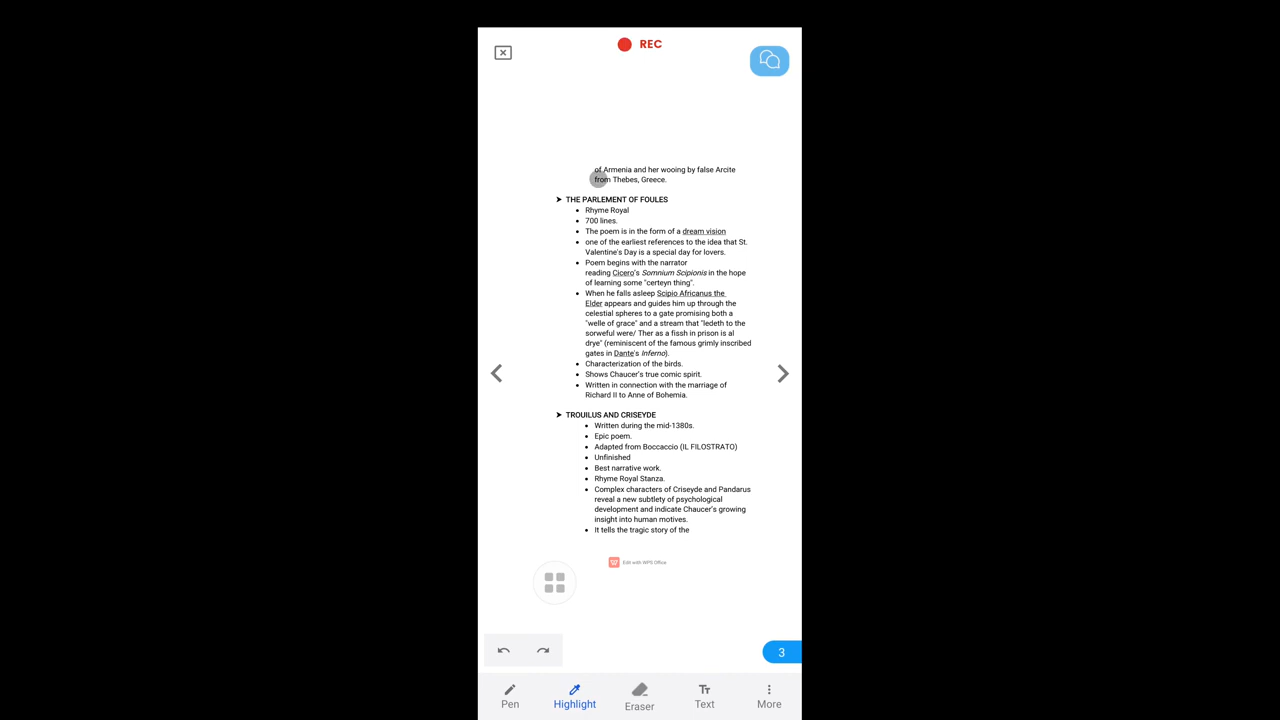 REC
of Armenia and her wooing by false Arcite
from Thebes, Greece.
➤ THE PARLEMENT OF FOULES
• Rhyme Royal
• 700 lines.
• The poem is in the form of a dream vision
• one of the earliest references to the idea that St.
Valentine's Day is a special day for lovers.
• Poem begins with the narrator
reading Cicero's Somnium Scipionis in the hope
of learning some "certeyn thing".
• When he falls asleep Scipio Africanus the
Elder appears and guides him up through the
celestial spheres to a gate promising both a
"welle of grace" and a stream that "ledeth to the
sorweful were/ Ther as a fissh in prison is al
drye" (reminiscent of the famous grimly inscribed
gates in Dante's Inferno).
• Characterization of the birds.
• Shows Chaucer's true comic spirit.
• Written in connection with the marriage of
Richard II to Anne of Bohemia.
➤ TROUILUS AND CRISEYDE
• Written during the mid-1380s.
• Epic poem.
• Adapted from Boccaccio (IL FILOSTRATO)
• Unfinished
• Best narrative work.
• Rhyme Royal Stanza.
• Complex characters of Criseyde and Pandarus
reveal a new subtlety of psychological
development and indicate Chaucer's growing
insight into human motives.
• It tells the tragic story of the
Edit with WPS Office
3
Pen Highlight Eraser Text More